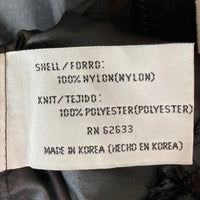 SHELL/FORRO:
100% NYLON(NYLON)
KNIT/TEJIDO:
100% POLYESTER(POLYESTER)
RN 62633
MADE IN KOREA (HECHO EN KOREA)